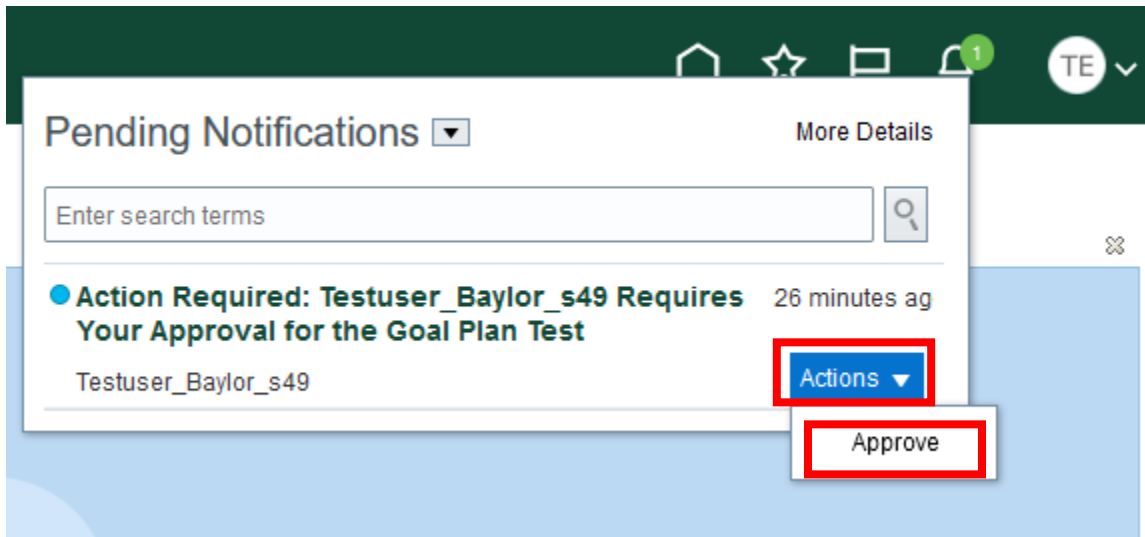 1
TE
Pending Notifications
More Details
Enter search terms
Action Required: Testuser_Baylor_s49 Requires
Your Approval for the Goal Plan Test
26 minutes ag
Testuser_Baylor_s49
Actions
Approve